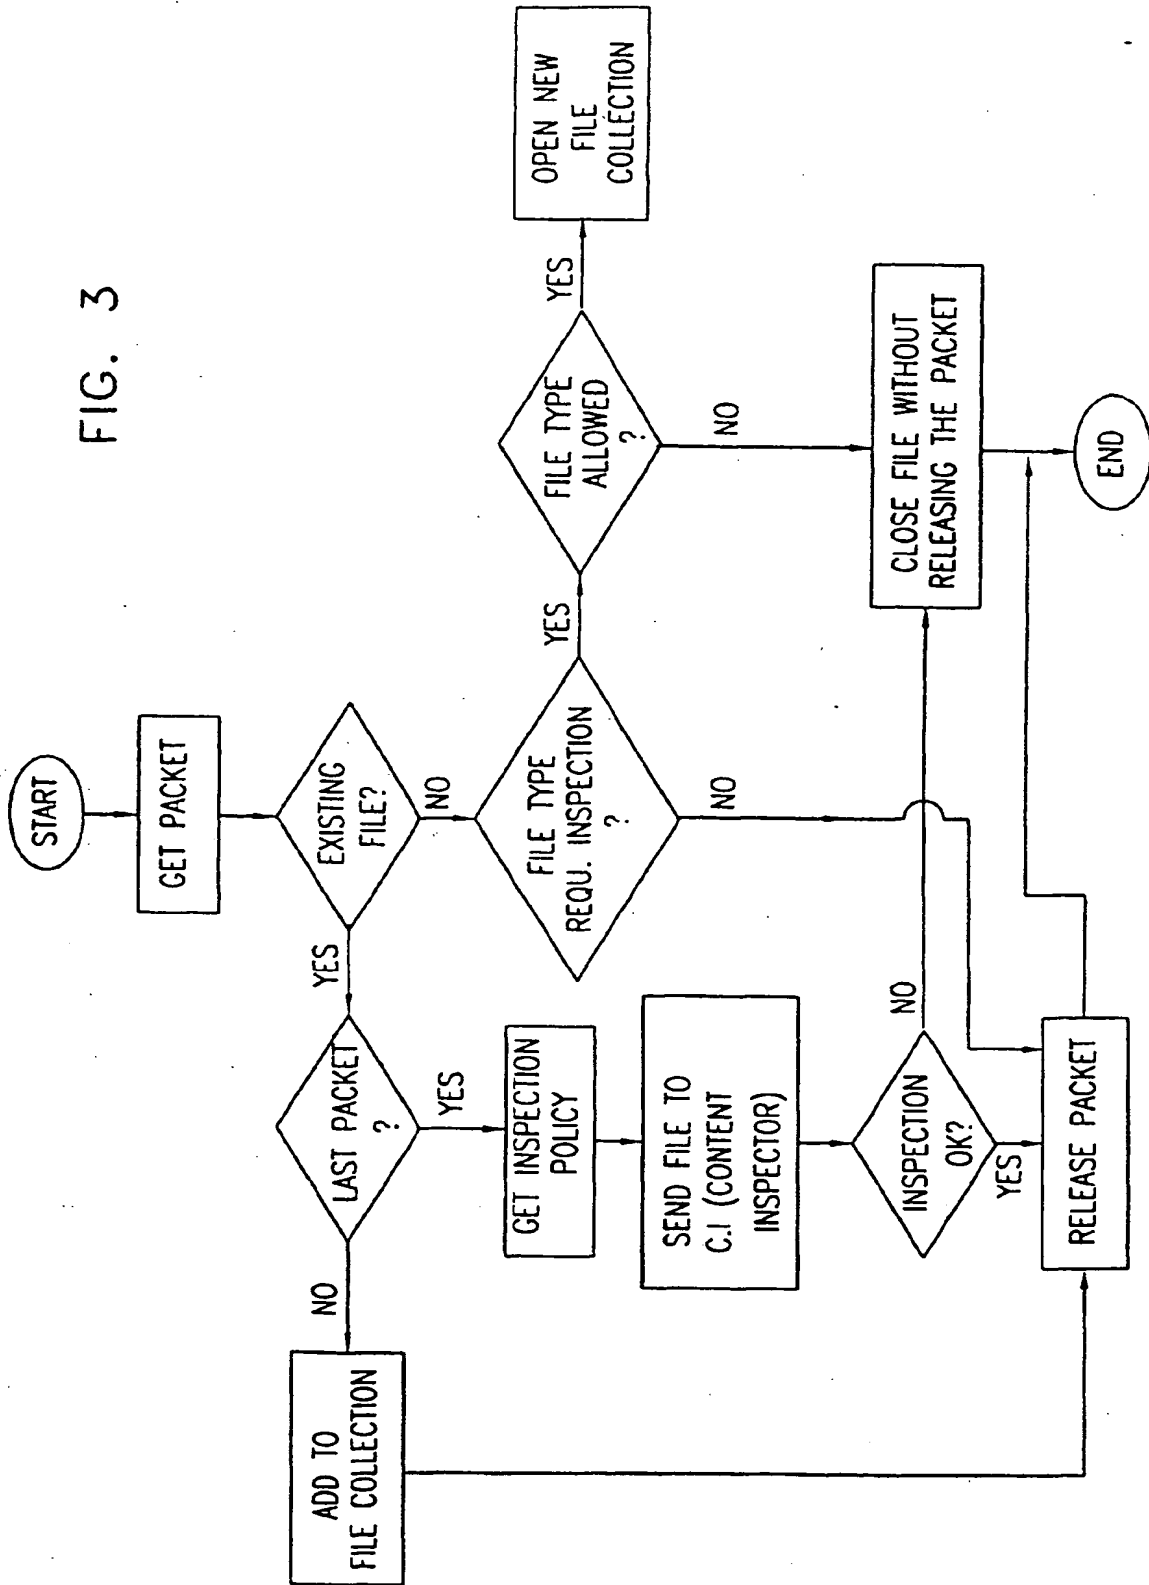 FIG. 3
START
GET PACKET
EXISTING
FILE?
YES
NO
LAST PACKET
?
NO
YES
ADD TO
FILE COLLECTION
GET INSPECTION
POLICY
SEND FILE TO
C.I (CONTENT
INSPECTOR)
INSPECTION
OK?
NO
YES
RELEASE PACKET
FILE TYPE
REQU. INSPECTION
?
YES
NO
FILE TYPE
ALLOWED
?
YES
NO
OPEN NEW
FILE
COLLECTION
CLOSE FILE WITHOUT
RELEASING THE PACKET
END